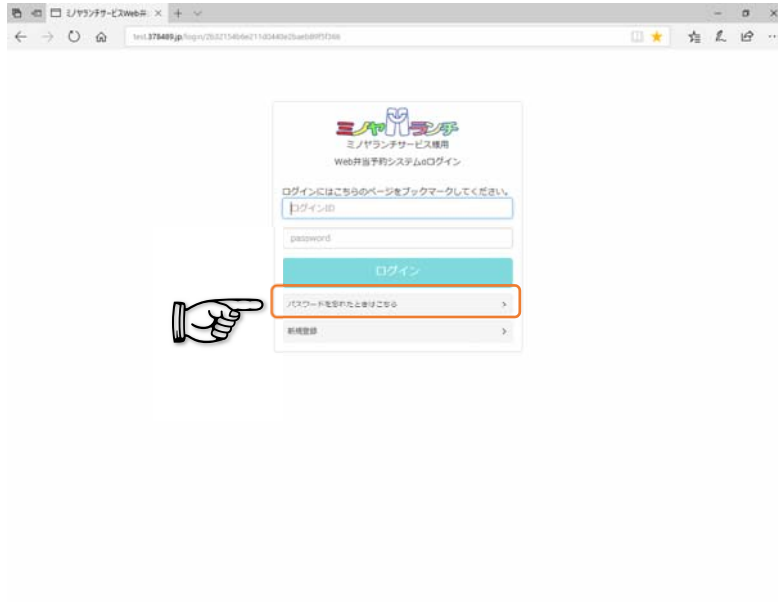 ミノヤランチサービスWeb弁
test.378489.jp/login/
ミノヤランチ
ミノヤランチサービス様用
Web弁当予約システムoログイン
ログインにはこちらのページをブックマークしてください。
ログインID
password
ログイン
パスワードを忘れたときはこちら
新規登録